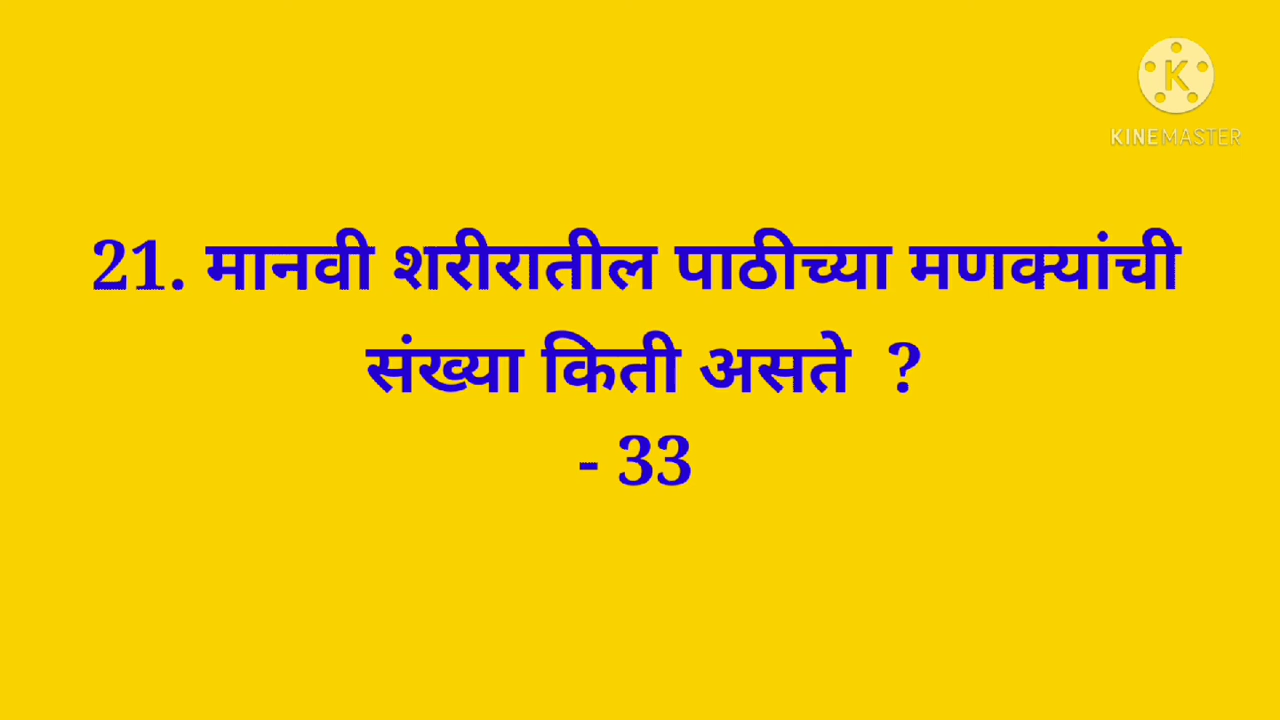 K
KINEMASTER
21. मानवी शरीरातील पाठीच्या मणक्यांची
संख्या किती असते ?
- 33